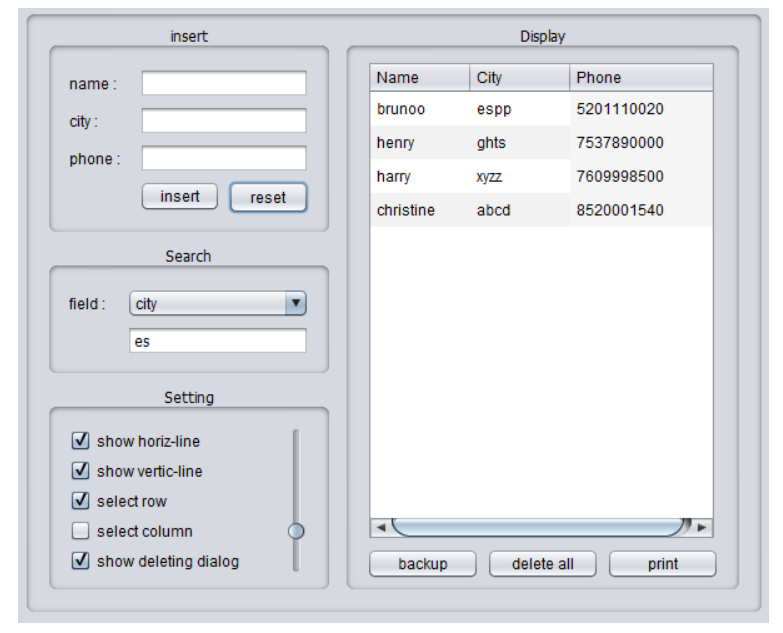 insert
name :
city :
phone :
insert reset
Search
field : city
es
Setting
show horiz-line
show vertic-line
select row
select column
show deleting dialog
Display
Name City Phone
brunoo espp 5201110020
henry ghts 7537890000
harry xyzz 7609998500
christine abcd 8520001540
backup delete all print